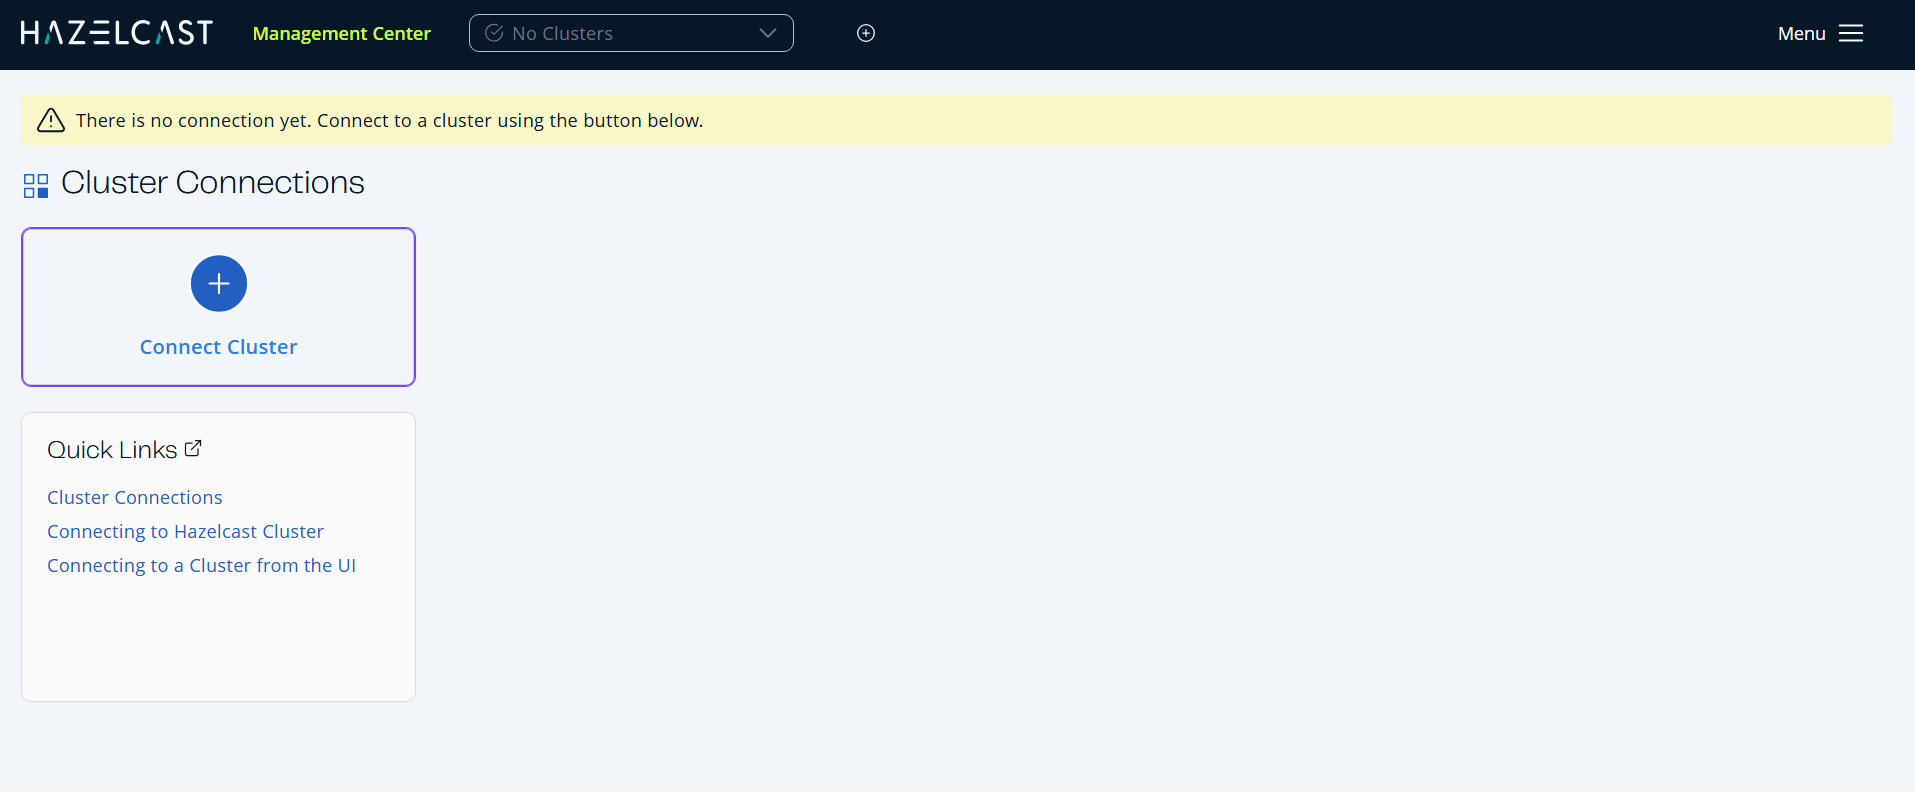 HAZELCAST Management Center No Clusters Menu
There is no connection yet. Connect to a cluster using the button below.
Cluster Connections
Connect Cluster
Quick Links
Cluster Connections
Connecting to Hazelcast Cluster
Connecting to a Cluster from the UI